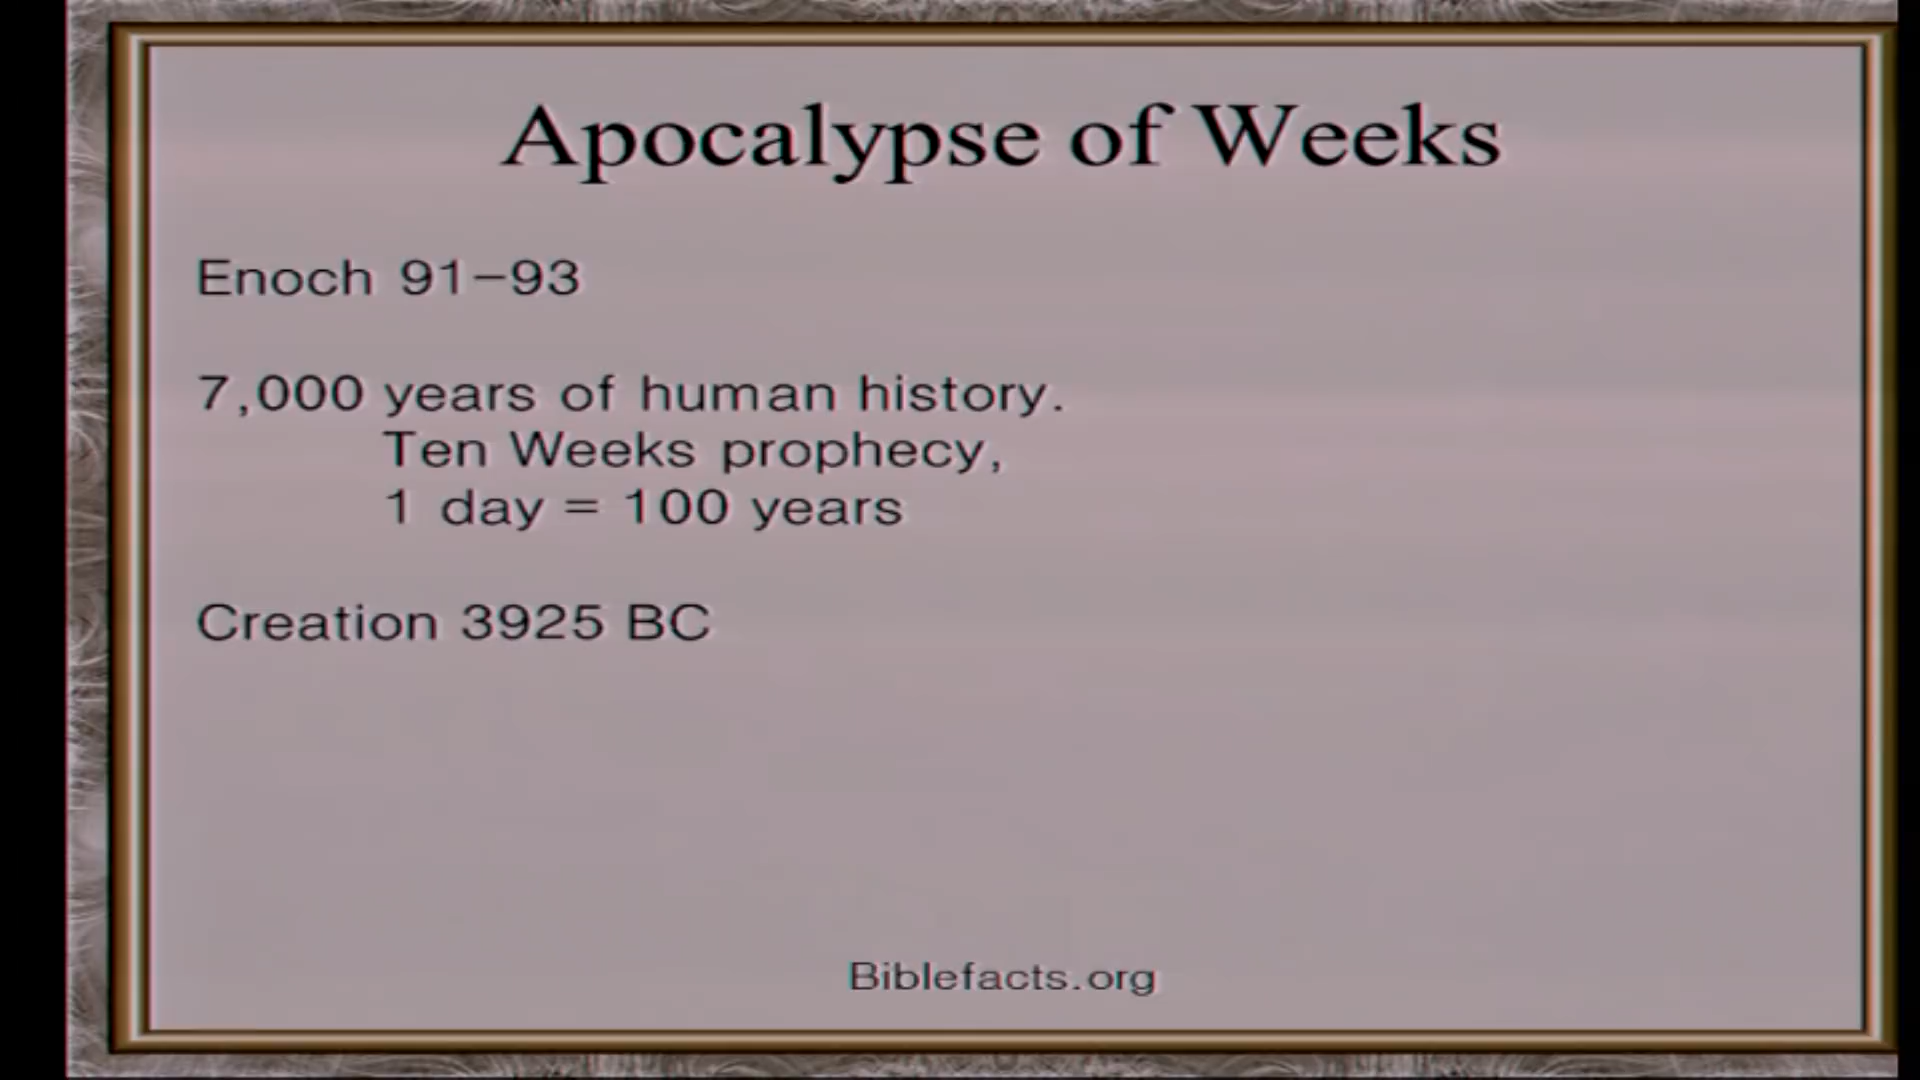 Apocalypse of Weeks
Enoch 91–93
7,000 years of human history.
Ten Weeks prophecy,
1 day = 100 years
Creation 3925 BC
Biblefacts.org